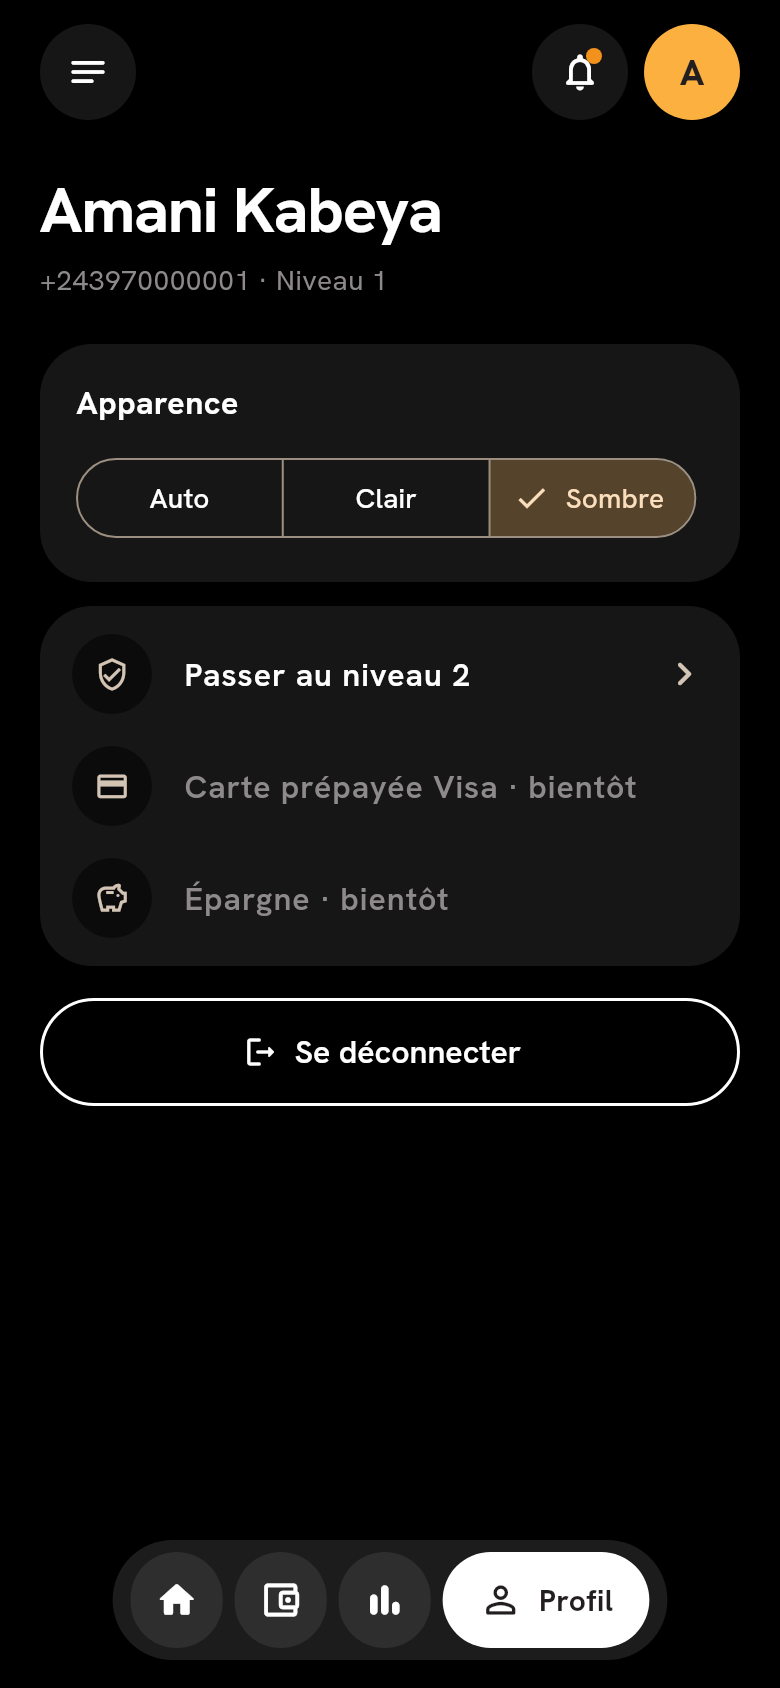 A
Amani Kabeya
+243970000001 · Niveau 1
Apparence
Auto Clair Sombre
Passer au niveau 2
Carte prépayée Visa · bientôt
Épargne · bientôt
Se déconnecter
Profil